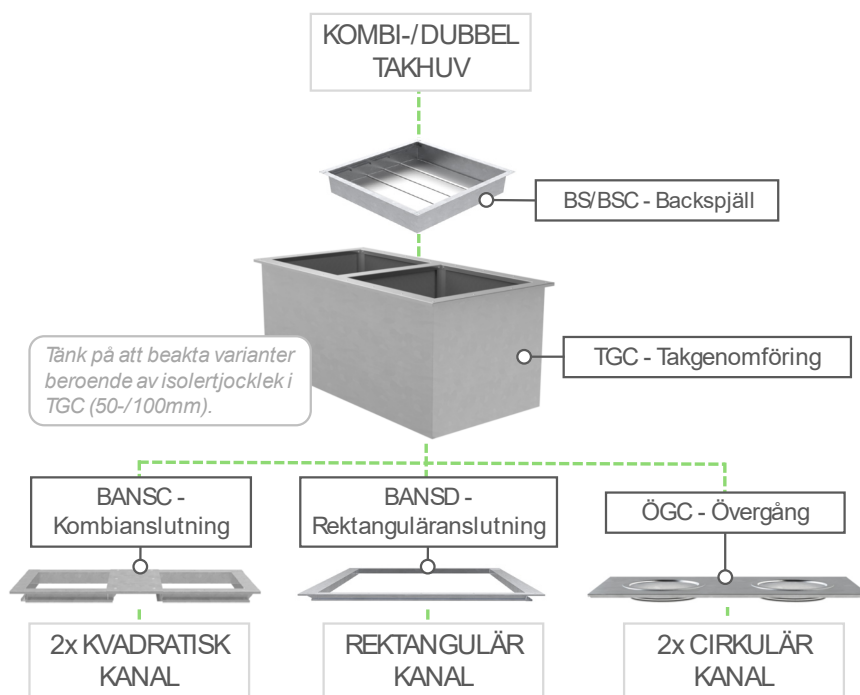 KOMBI-/DUBBEL
TAKHUV
BS/BSC - Backspjäll
TGC - Takgenomföring
Tänk på att beakta varianter
beroende av isolertjocklek i
TGC (50-/100mm).
BANSC -
Kombianslutning
BANSD -
Rektanguläranslutning
ÖGC - Övergång
2x KVADRATISK
KANAL
REKTANGULÄR
KANAL
2x CIRKULÄR
KANAL